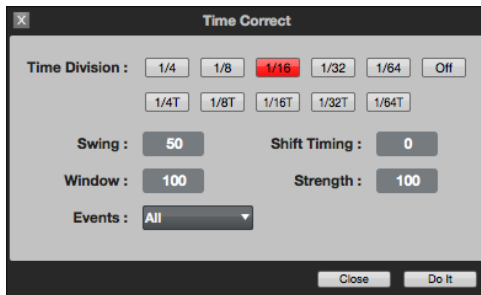 X Time Correct
Time Division : 1/4 1/8 1/16 1/32 1/64 Off
1/4T 1/8T 1/16T 1/32T 1/64T
Swing : 50 Shift Timing : 0
Window : 100 Strength : 100
Events : All
Close Do It